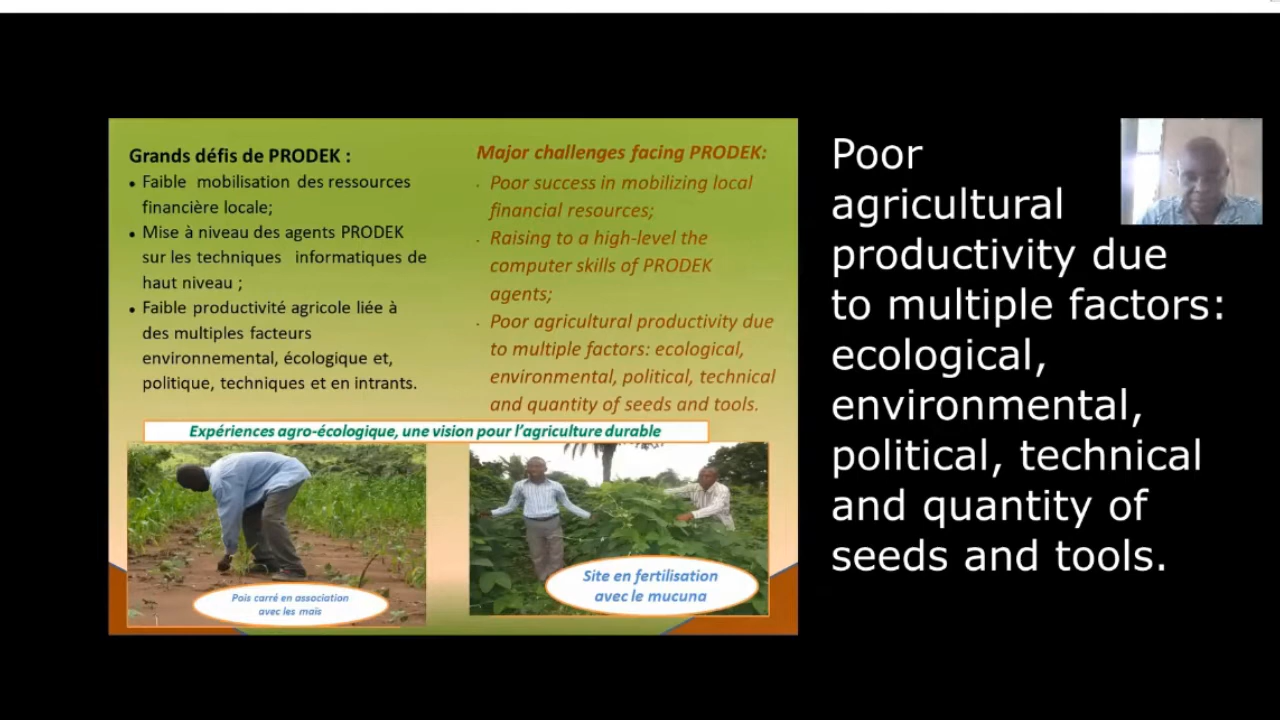 Grands défis de PRODEK :
• Faible mobilisation des ressources
financière locale;
• Mise à niveau des agents PRODEK
sur les techniques informatiques de
haut niveau ;
• Faible productivité agricole liée à
des multiples facteurs
environnemental, écologique et,
politique, techniques et en intrants.
Major challenges facing PRODEK:
· Poor success in mobilizing local
financial resources;
· Raising to a high-level the
computer skills of PRODEK
agents;
· Poor agricultural productivity due
to multiple factors: ecological,
environmental, political, technical
and quantity of seeds and tools.
Expériences agro-écologique, une vision pour l'agriculture durable
Pois carré en association
avec les maïs
Site en fertilisation
avec le mucuna
Poor
agricultural
productivity due
to multiple factors:
ecological,
environmental,
political, technical
and quantity of
seeds and tools.